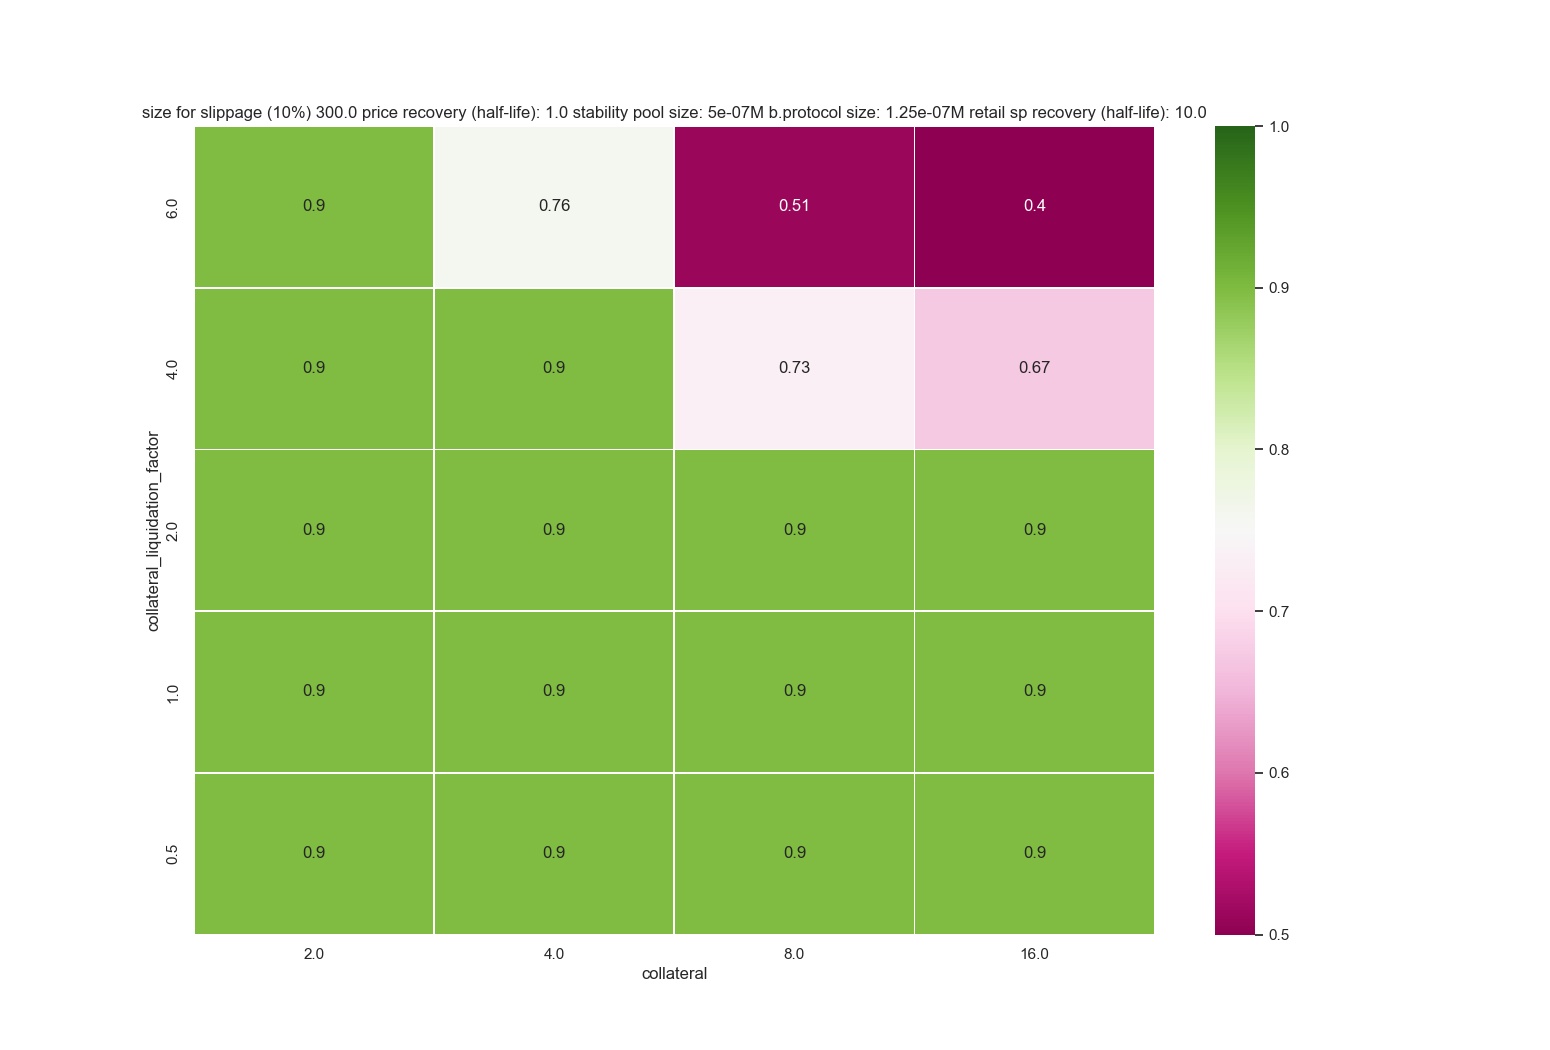 size for slippage (10%) 300.0 price recovery (half-life): 1.0 stability pool size: 5e-07M b.protocol size: 1.25e-07M retail sp recovery (half-life): 10.0
collateral_liquidation_factor
6.0
0.9 0.76 0.51 0.4
4.0
0.9 0.9 0.73 0.67
2.0
0.9 0.9 0.9 0.9
1.0
0.9 0.9 0.9 0.9
0.5
0.9 0.9 0.9 0.9
2.0 4.0 8.0 16.0
collateral
1.0
0.9
0.8
0.7
0.6
0.5